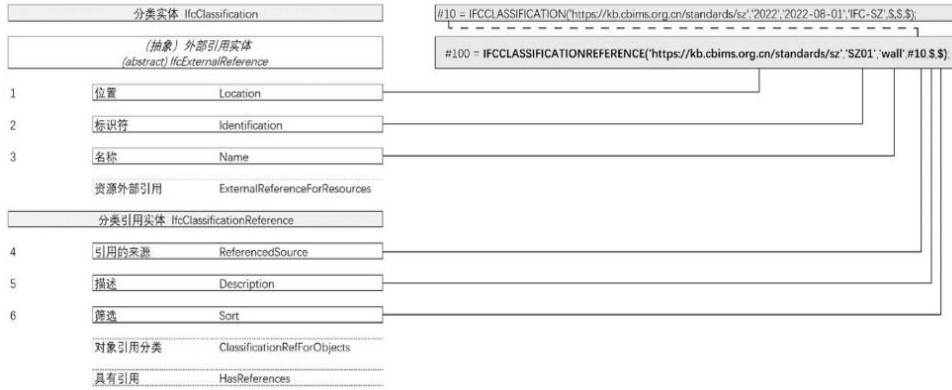 分类实体 IfcClassification
#10 = IFCCLASSIFICATION('https://kb.cbims.org.cn/standards/sz','2022','2022-08-01','IFC-SZ',$,$,$);
（抽象）外部引用实体
(abstract) IfcExternalReference
#100 = IFCCLASSIFICATIONREFERENCE('https://kb.cbims.org.cn/standards/sz','SZ01','wall',#10,$,$);
1 位置 Location
2 标识符 Identification
3 名称 Name
资源外部引用 ExternalReferenceForResources
分类引用实体 IfcClassificationReference
4 引用的来源 ReferencedSource
5 描述 Description
6 筛选 Sort
对象引用分类 ClassificationRefForObjects
具有引用 HasReferences